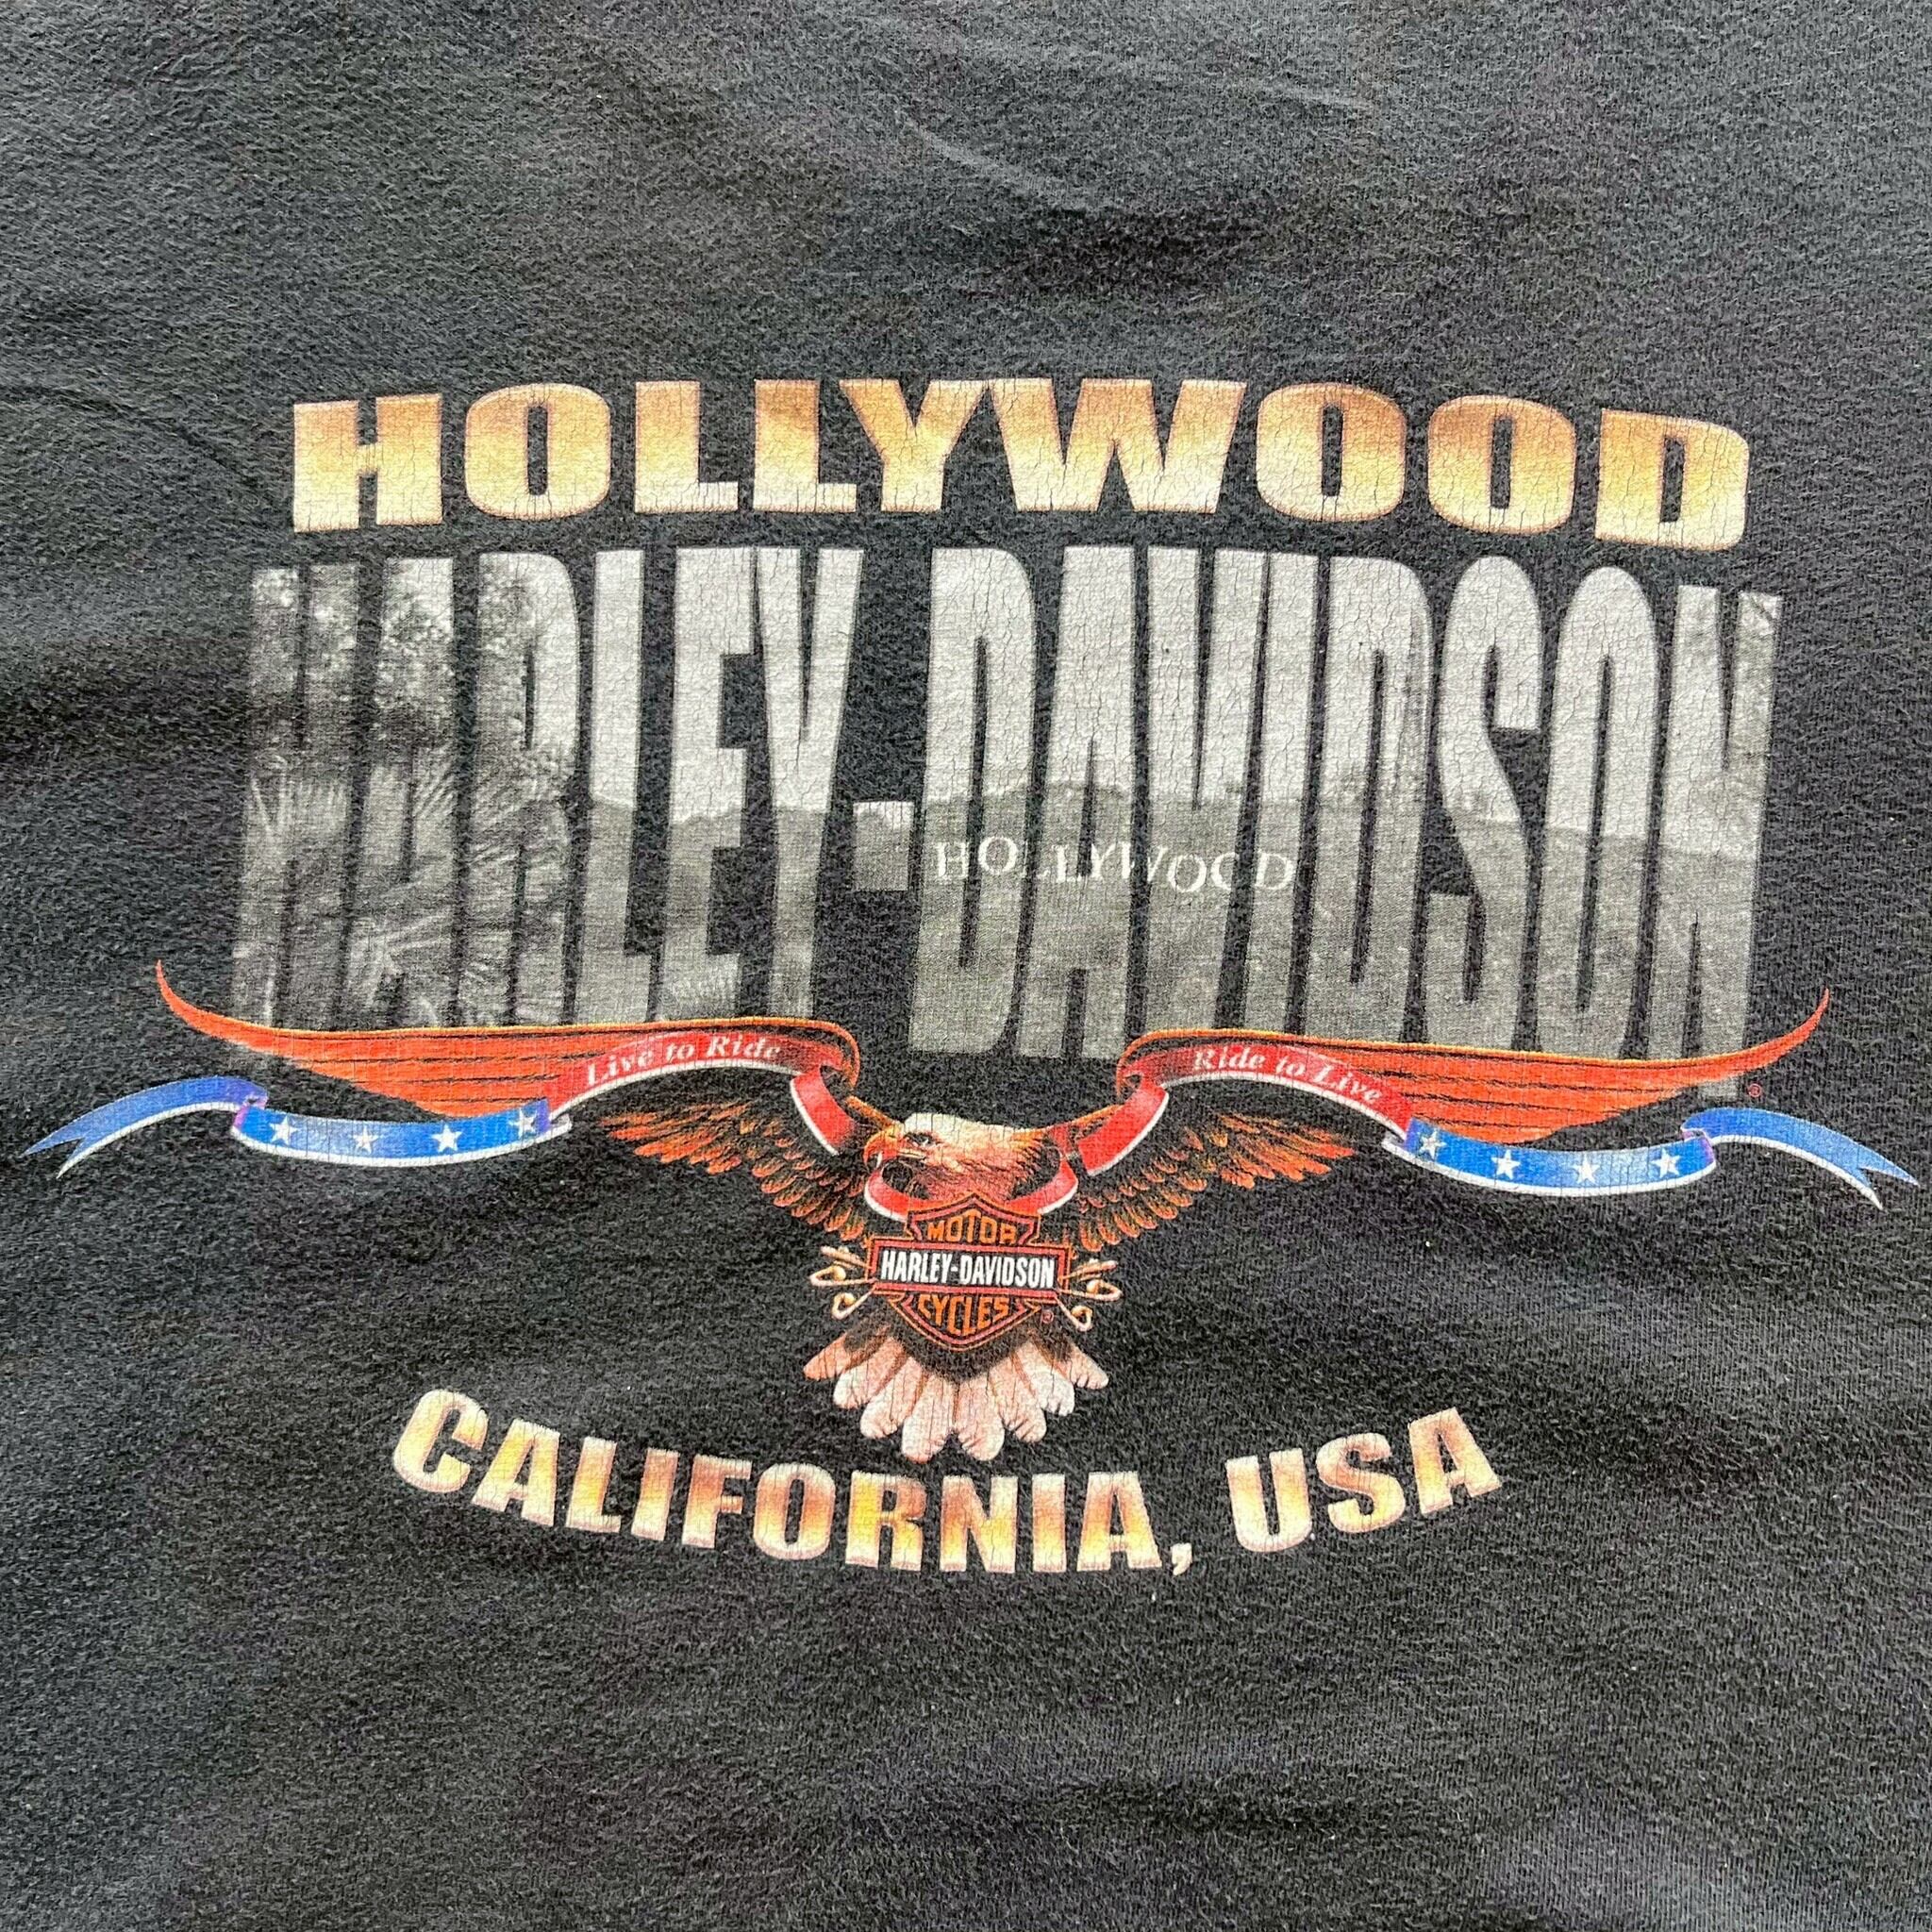 HOLLYWOOD
HARLEY-DAVIDSON
HOLLYWOOD
Live to Ride
Ride to Live
®
MOTOR
HARLEY-DAVIDSON
CYCLES
®
CALIFORNIA, USA